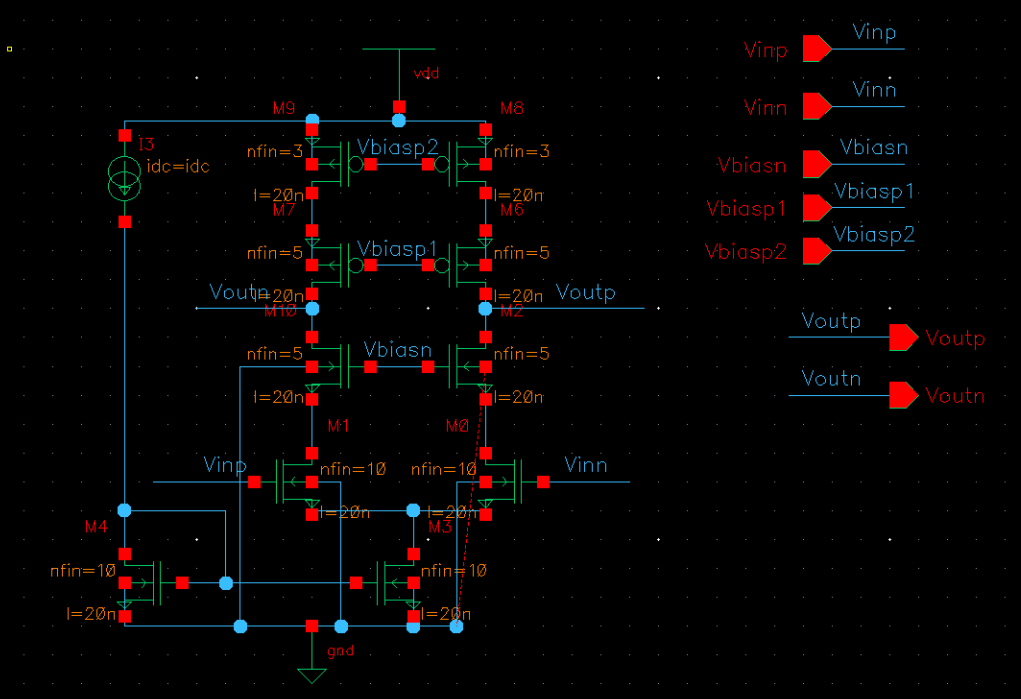 vdd
M9
M8
I3
idc=idc
nfin=3
Vbiasp2
nfin=3
l=20n
l=20n
M7
M6
nfin=5
Vbiasp1
nfin=5
l=20n
l=20n
Voutn
Voutp
M10
M2
nfin=5
Vbiasn
nfin=5
l=20n
l=20n
M1
M0
Vinp
nfin=10
nfin=10
Vinn
l=20n
l=20n
M4
M3
nfin=10
nfin=10
l=20n
l=20n
gnd
Vinp Vinp
Vinn Vinn
Vbiasn Vbiasn
Vbiasp1 Vbiasp1
Vbiasp2 Vbiasp2
Voutp Voutp
Voutn Voutn